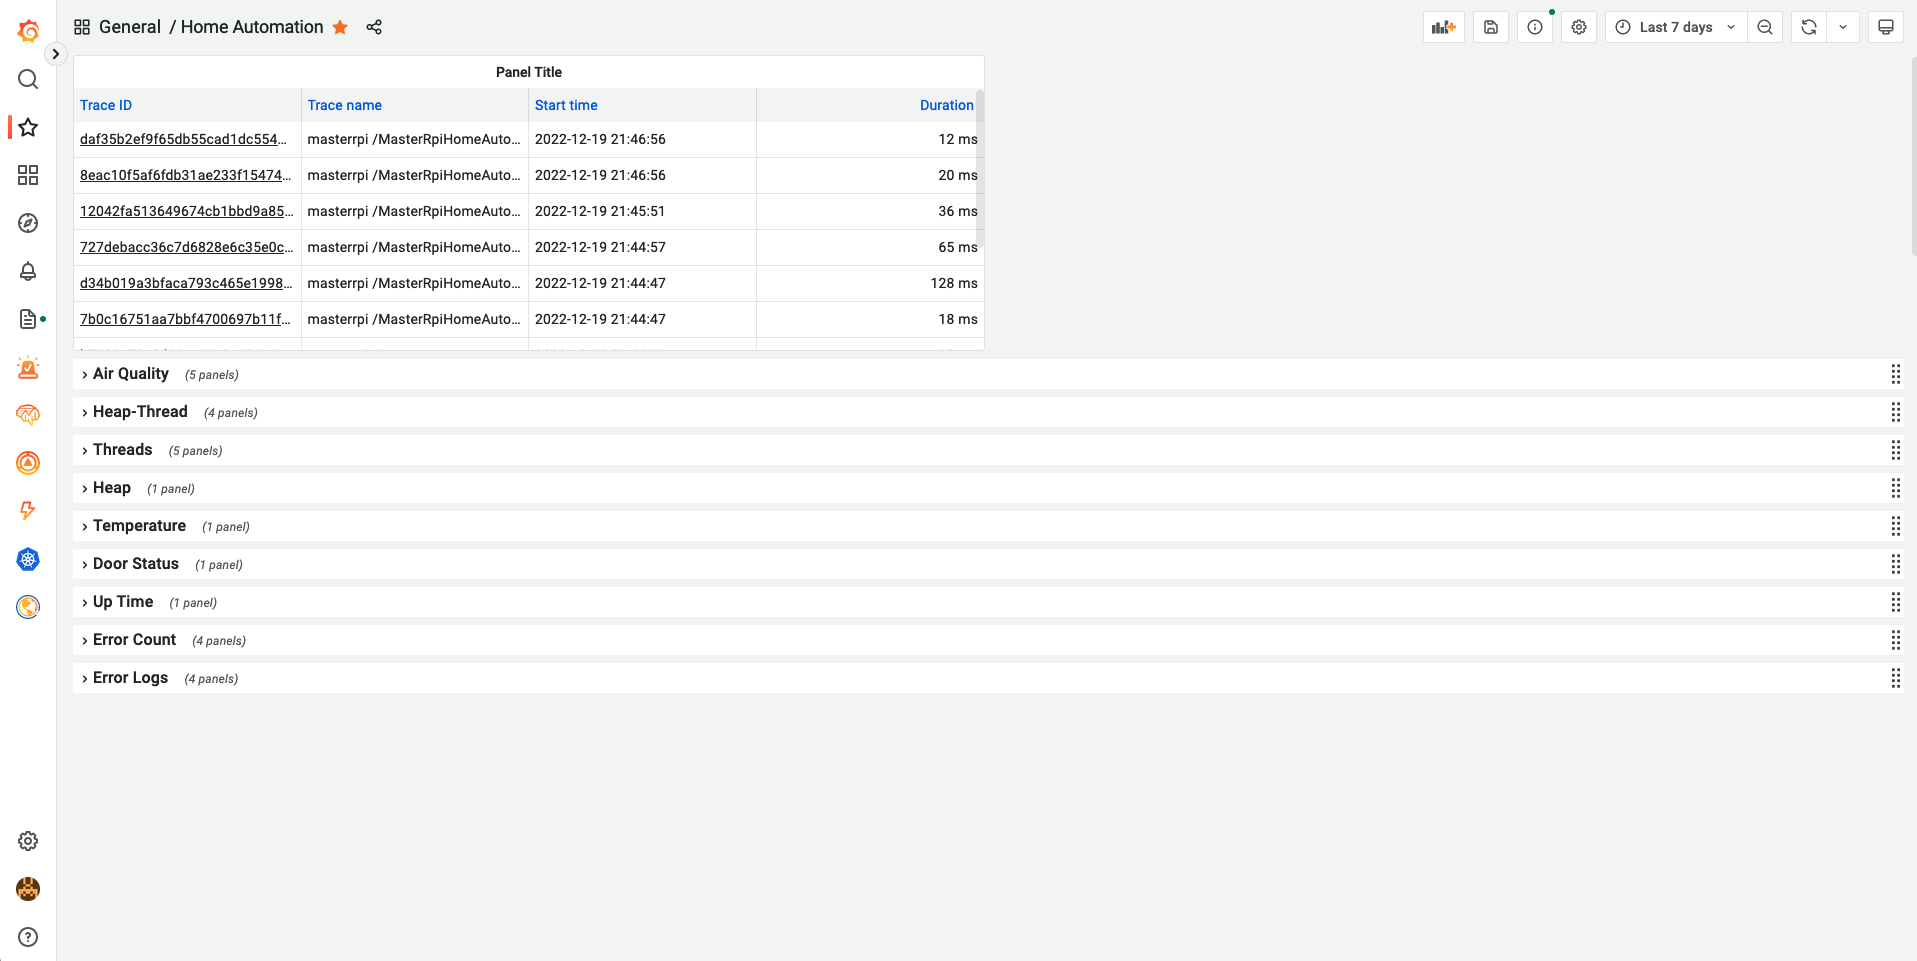 General / Home Automation
Last 7 days
Panel Title
Trace ID Trace name Start time Duration
daf35b2ef9f65db55cad1dc554... masterrpi /MasterRpiHomeAuto... 2022-12-19 21:46:56 12 ms
8eac10f5af6fdb31ae233f15474... masterrpi /MasterRpiHomeAuto... 2022-12-19 21:46:56 20 ms
12042fa513649674cb1bbd9a85... masterrpi /MasterRpiHomeAuto... 2022-12-19 21:45:51 36 ms
727debacc36c7d6828e6c35e0c... masterrpi /MasterRpiHomeAuto... 2022-12-19 21:44:57 65 ms
d34b019a3bfaca793c465e1998... masterrpi /MasterRpiHomeAuto... 2022-12-19 21:44:47 128 ms
7b0c16751aa7bbf4700697b11f... masterrpi /MasterRpiHomeAuto... 2022-12-19 21:44:47 18 ms
Air Quality (5 panels)
Heap-Thread (4 panels)
Threads (5 panels)
Heap (1 panel)
Temperature (1 panel)
Door Status (1 panel)
Up Time (1 panel)
Error Count (4 panels)
Error Logs (4 panels)